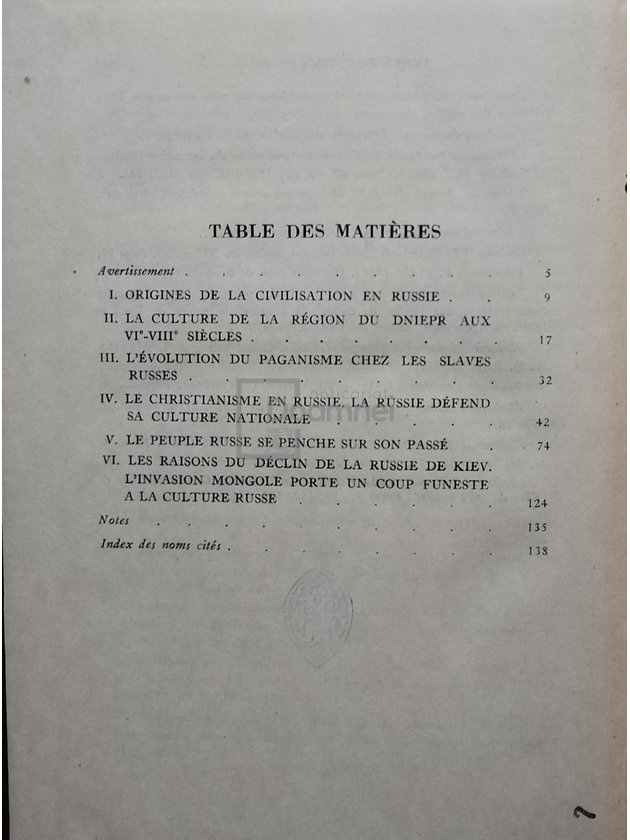 TABLE DES MATIÈRES
Avertissement . . . . . . . . . 5
I. ORIGINES DE LA CIVILISATION EN RUSSIE . . 9
II. LA CULTURE DE LA RÉGION DU DNIEPR AUX
VIe-VIIIe SIÈCLES . . . . . . . 17
III. L'ÉVOLUTION DU PAGANISME CHEZ LES SLAVES
RUSSES . . . . . . . . . 32
IV. LE CHRISTIANISME EN RUSSIE. LA RUSSIE DÉFEND
SA CULTURE NATIONALE . . . . . 42
V. LE PEUPLE RUSSE SE PENCHE SUR SON PASSÉ . 74
VI. LES RAISONS DU DÉCLIN DE LA RUSSIE DE KIEV.
L'INVASION MONGOLE PORTE UN COUP FUNESTE
A LA CULTURE RUSSE . . . . . . 124
Notes . . . . . . . . . . 135
Index des noms cités . . . . . . . . 138
7